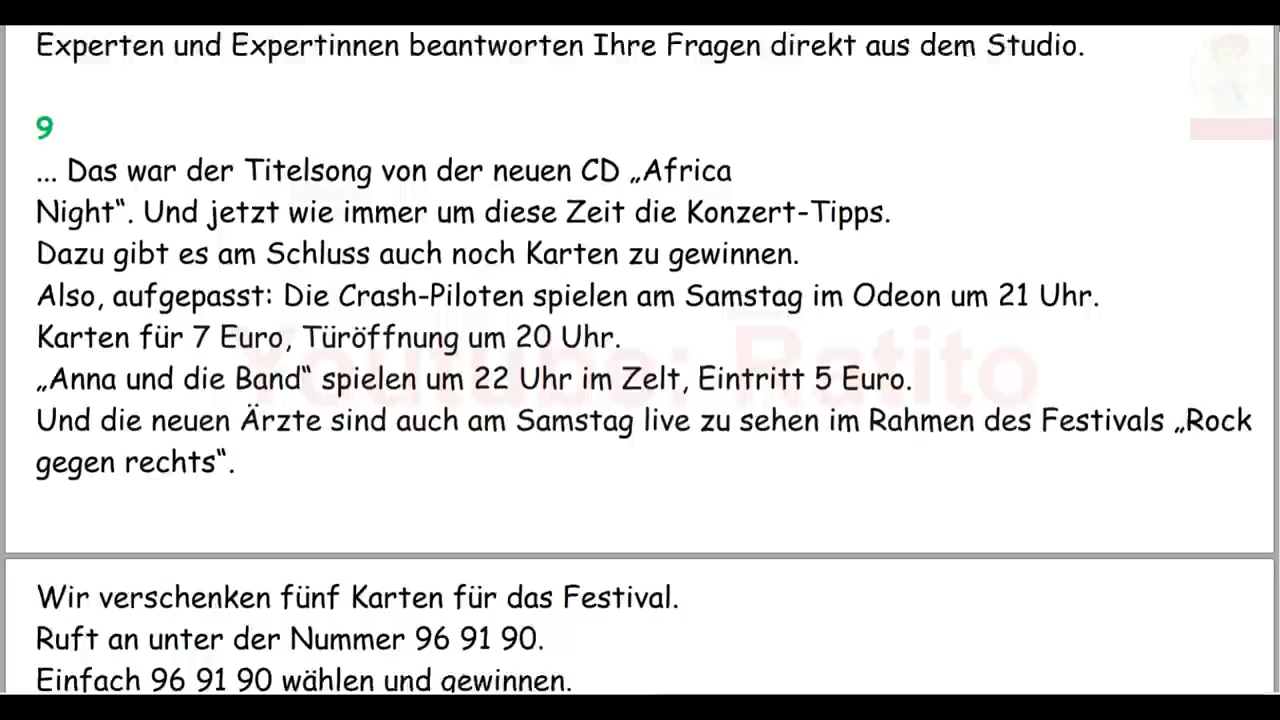 Experten und Expertinnen beantworten Ihre Fragen direkt aus dem Studio.
9
... Das war der Titelsong von der neuen CD „Africa
Night“. Und jetzt wie immer um diese Zeit die Konzert-Tipps.
Dazu gibt es am Schluss auch noch Karten zu gewinnen.
Also, aufgepasst: Die Crash-Piloten spielen am Samstag im Odeon um 21 Uhr.
Karten für 7 Euro, Türöffnung um 20 Uhr.
Youtube: Ratito
„Anna und die Band“ spielen um 22 Uhr im Zelt, Eintritt 5 Euro.
Und die neuen Ärzte sind auch am Samstag live zu sehen im Rahmen des Festivals „Rock
gegen rechts“.
Wir verschenken fünf Karten für das Festival.
Ruft an unter der Nummer 96 91 90.
Einfach 96 91 90 wählen und gewinnen.